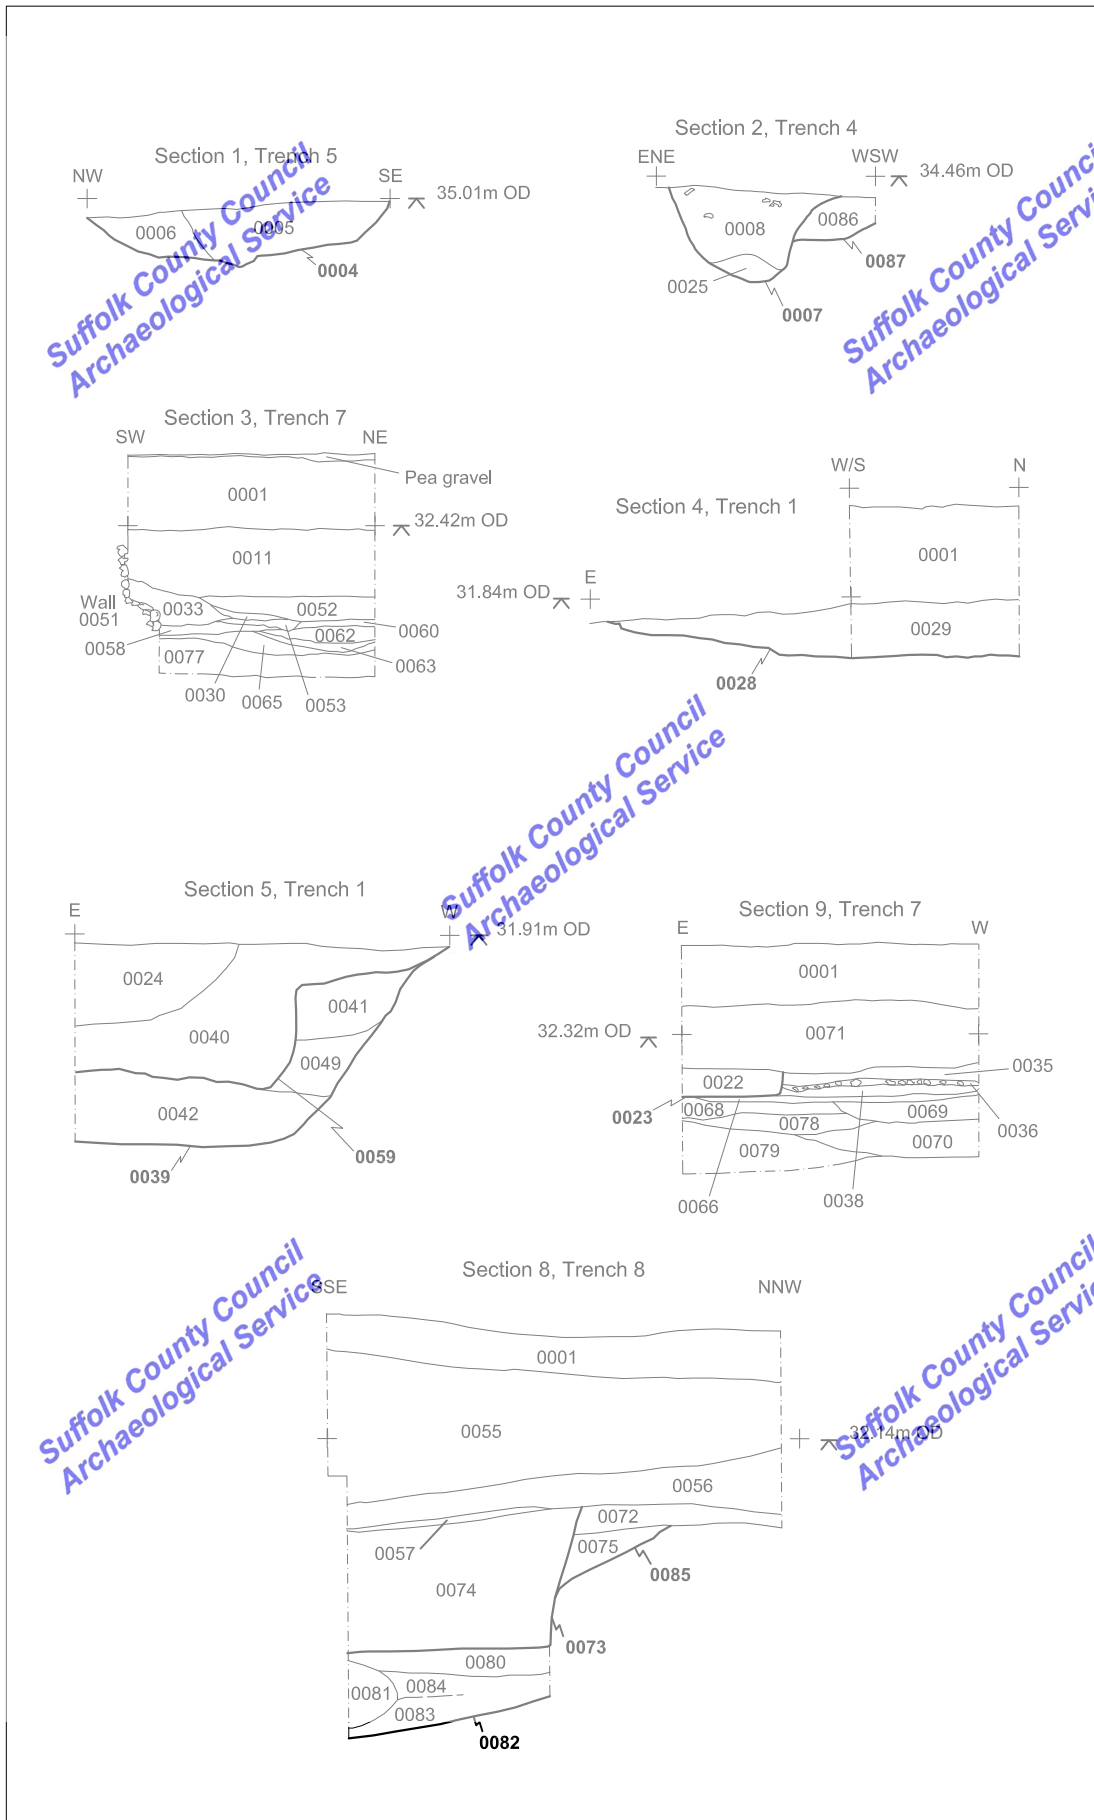 Section 1, Trench 5
NW
SE
35.01m OD
0006
0005
0004
Section 2, Trench 4
ENE
WSW
34.46m OD
0008
0086
0025
0087
0007
Suffolk County Council
Archaeological Service
Suffolk County Council
Archaeological Service
Section 3, Trench 7
SW
NE
Pea gravel
0001
32.42m OD
0011
Wall
0051
0033
0052
0058
0062
0060
0077
0063
0030
0065
0053
Section 4, Trench 1
W/S
N
E
31.84m OD
0001
0029
0028
Suffolk County Council
Archaeological Service
Section 5, Trench 1
E
W
31.91m OD
0024
0041
0040
0049
0042
0059
0039
Section 9, Trench 7
E
W
0001
32.32m OD
0071
0035
0022
0023
0068
0078
0069
0036
0079
0070
0066
0038
Suffolk County Council
Archaeological Service
Suffolk County Council
Archaeological Service
Section 8, Trench 8
SSE
NNW
0001
0055
32.14m OD
0056
0072
0057
0075
0074
0085
0073
0080
0081
0084
0083
0082